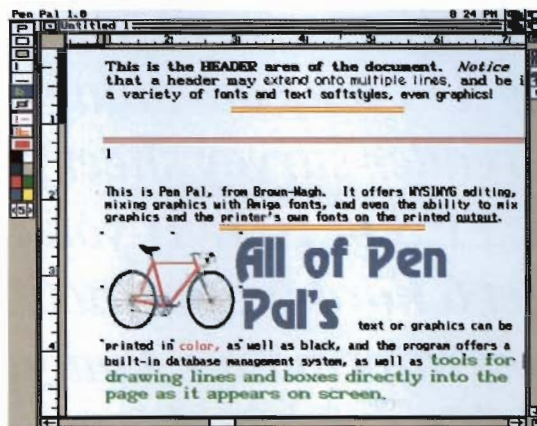 Pen Pal 1.0 8 24 PM
Untitled 1
This is the HEADER area of the document. Notice
that a header may extend onto multiple lines, and be i
a variety of fonts and text softstyles, even graphics!
1
This is Pen Pal, from Brown-Wagh. It offers WYSIWYG editing,
mixing graphics with Amiga fonts, and even the ability to mix
graphics and the printer's own fonts on the printed output.
All of Pen
Pal's text or graphics can be
printed in color, as well as black, and the program offers a
built-in database management system, as well as tools for
drawing lines and boxes directly into the
page as it appears on screen.